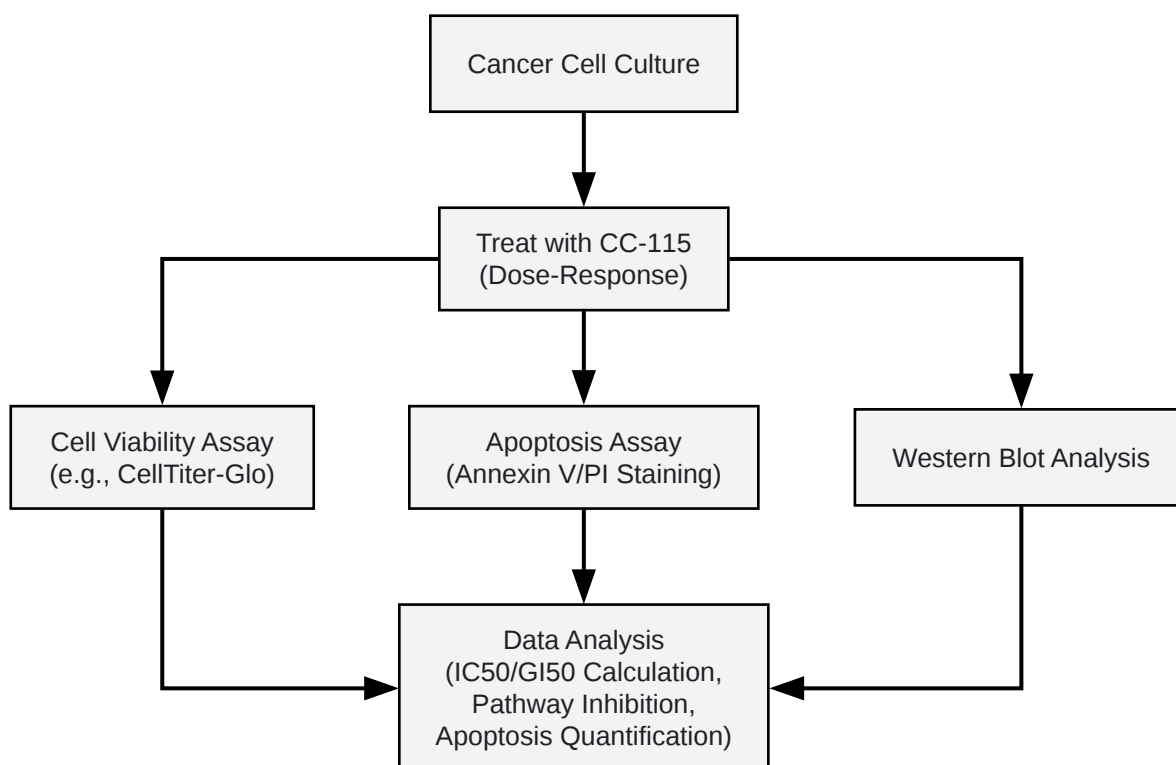 Cancer Cell Culture
Treat with CC-115
(Dose-Response)
Cell Viability Assay
(e.g., CellTiter-Glo)
Apoptosis Assay
(Annexin V/PI Staining)
Western Blot Analysis
Data Analysis
(IC50/GI50 Calculation,
Pathway Inhibition,
Apoptosis Quantification)